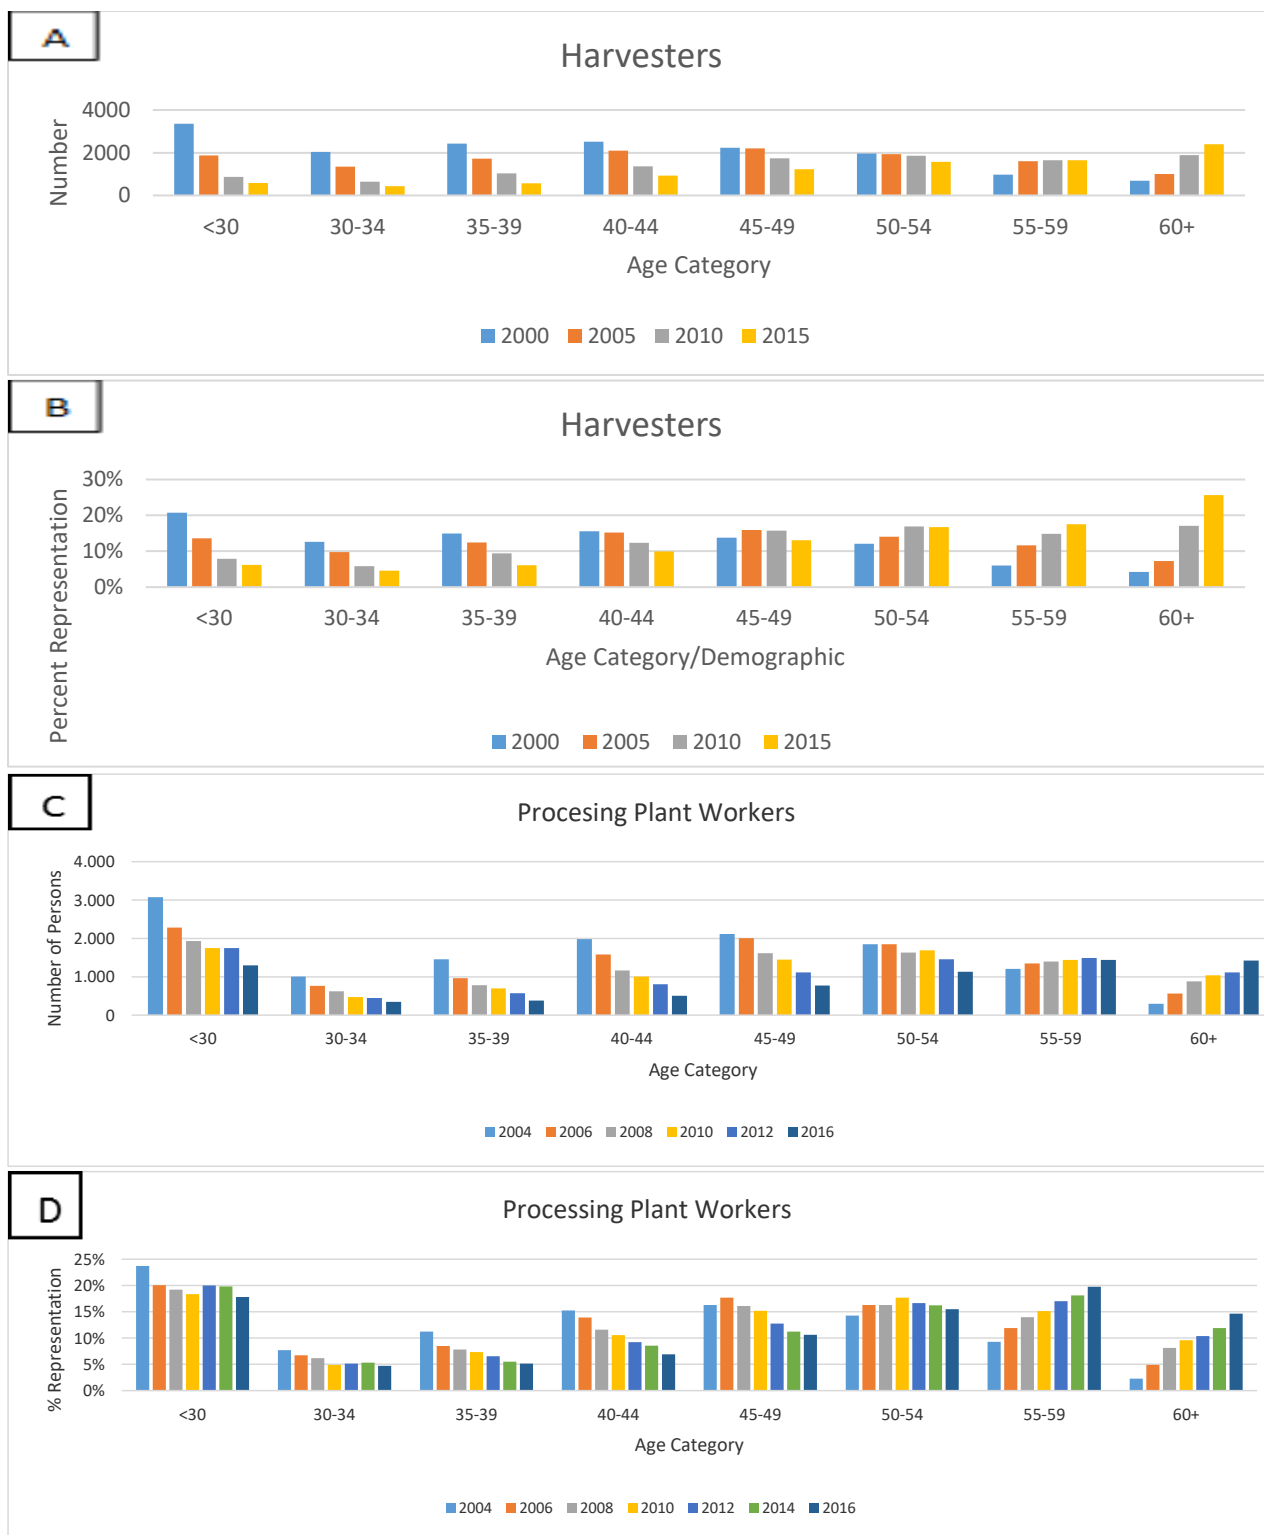 A
Harvesters
Number
4000
2000
0
<30 30-34 35-39 40-44 45-49 50-54 55-59 60+
Age Category
2000 2005 2010 2015
B
Harvesters
Percent Representation
30%
20%
10%
0%
<30 30-34 35-39 40-44 45-49 50-54 55-59 60+
Age Category/Demographic
2000 2005 2010 2015
C
Procesing Plant Workers
Number of Persons
4.000
3.000
2.000
1.000
0
<30 30-34 35-39 40-44 45-49 50-54 55-59 60+
Age Category
2004 2006 2008 2010 2012 2016
D
Processing Plant Workers
% Representation
25%
20%
15%
10%
5%
0%
<30 30-34 35-39 40-44 45-49 50-54 55-59 60+
Age Category
2004 2006 2008 2010 2012 2014 2016